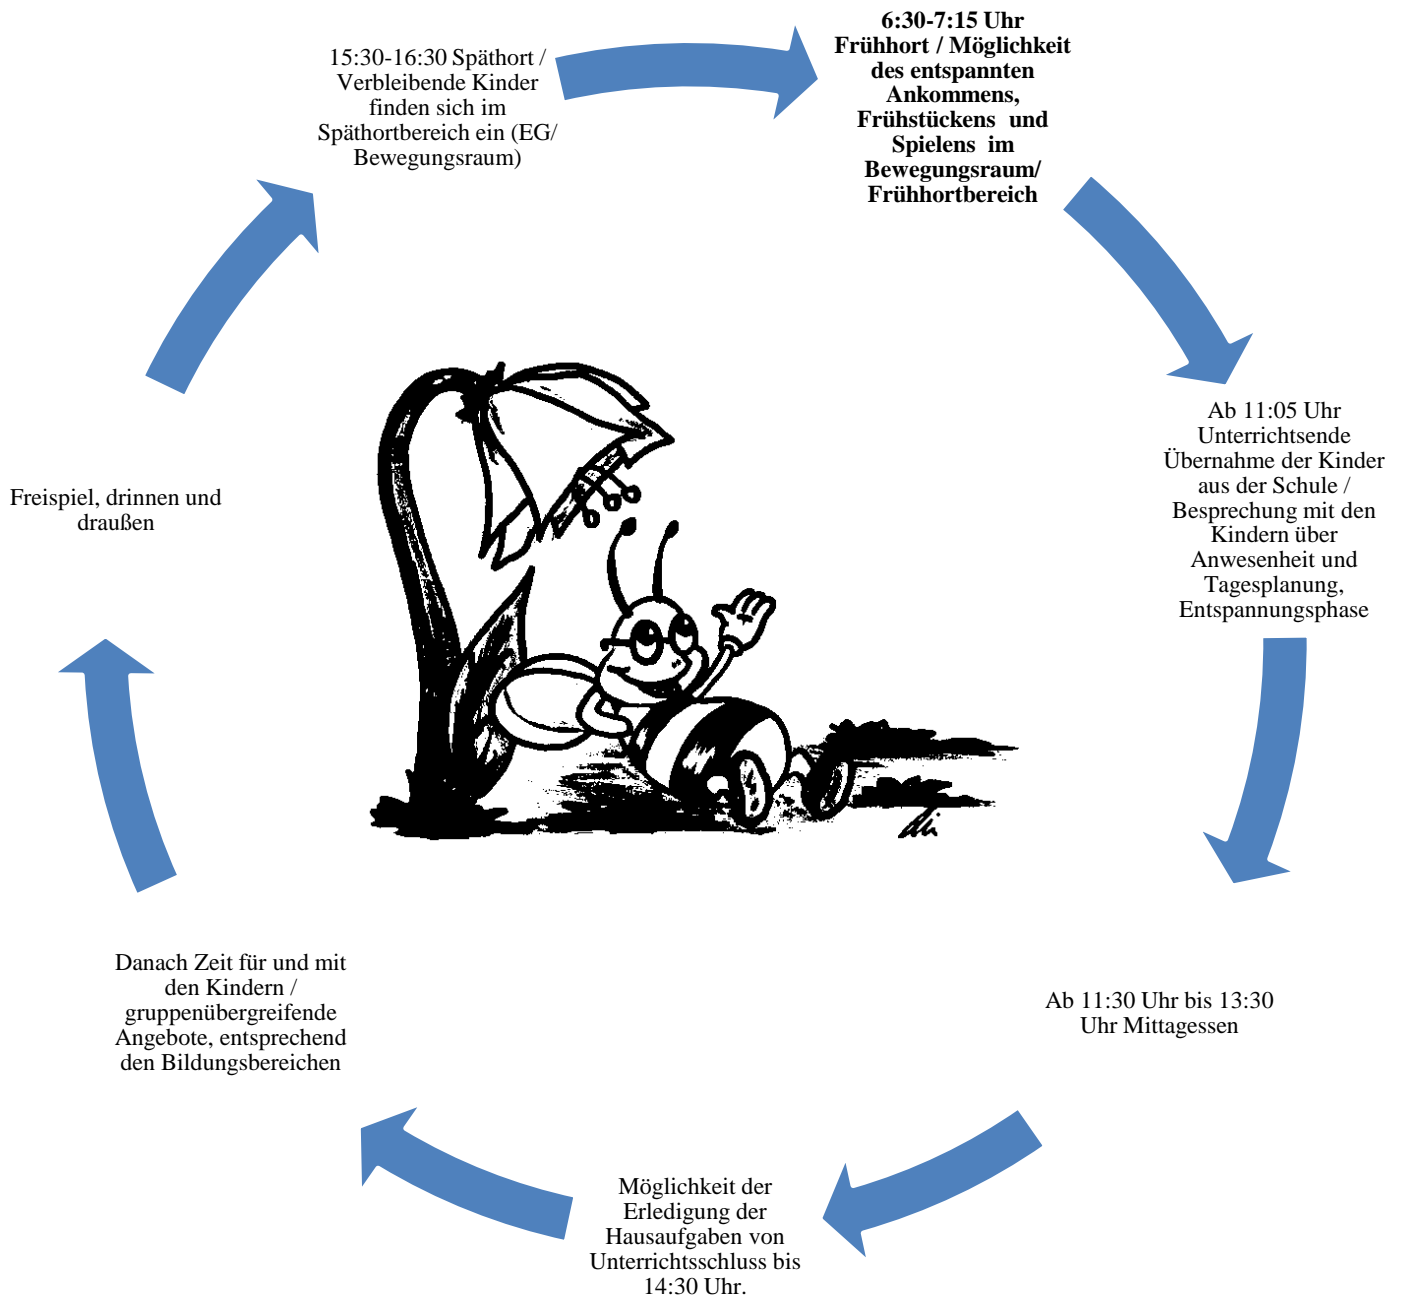 6:30-7:15 Uhr
Frühhort / Möglichkeit
des entspannten
Ankommens,
Frühstückens und
Spielens im
Bewegungsraum/
Frühhortbereich
Ab 11:05 Uhr
Unterrichtsende
Übernahme der Kinder
aus der Schule /
Besprechung mit den
Kindern über
Anwesenheit und
Tagesplanung,
Entspannungsphase
Ab 11:30 Uhr bis 13:30
Uhr Mittagessen
Möglichkeit der
Erledigung der
Hausaufgaben von
Unterrichtsschluss bis
14:30 Uhr.
Danach Zeit für und mit
den Kindern /
gruppenübergreifende
Angebote, entsprechend
den Bildungsbereichen
Freispiel, drinnen und
draußen
15:30-16:30 Späthort /
Verbleibende Kinder
finden sich im
Späthortbereich ein (EG/
Bewegungsraum)